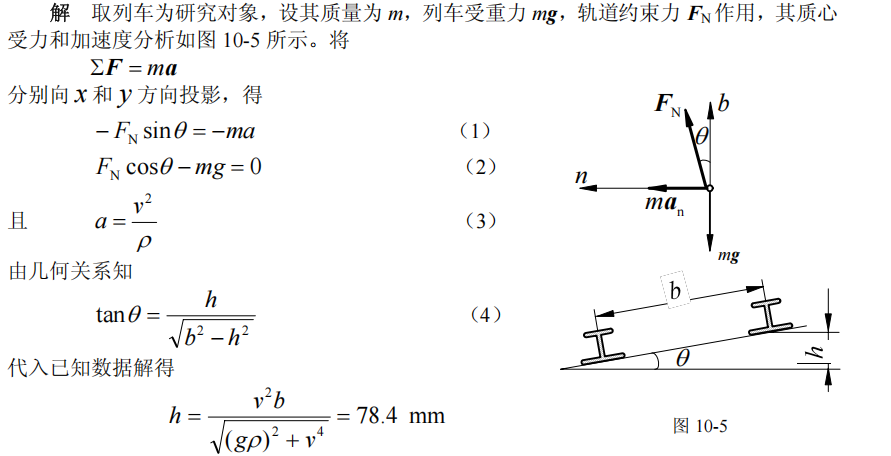 解 取列车为研究对象，设其质量为 m，列车受重力 mg，轨道约束力 F_N 作用，其质心
受力和加速度分析如图 10-5 所示。将
ΣF = ma
分别向 x 和 y 方向投影，得
− F_N sinθ = −ma （1）
F_N cosθ − mg = 0 （2）
且 a = v²/ρ （3）
由几何关系知
tanθ = h/√(b² − h²) （4）
代入已知数据解得
h = v²b/√((gρ)² + v⁴) = 78.4 mm
F_N
b
θ
n
ma_n
mg
b
θ
h
图 10-5